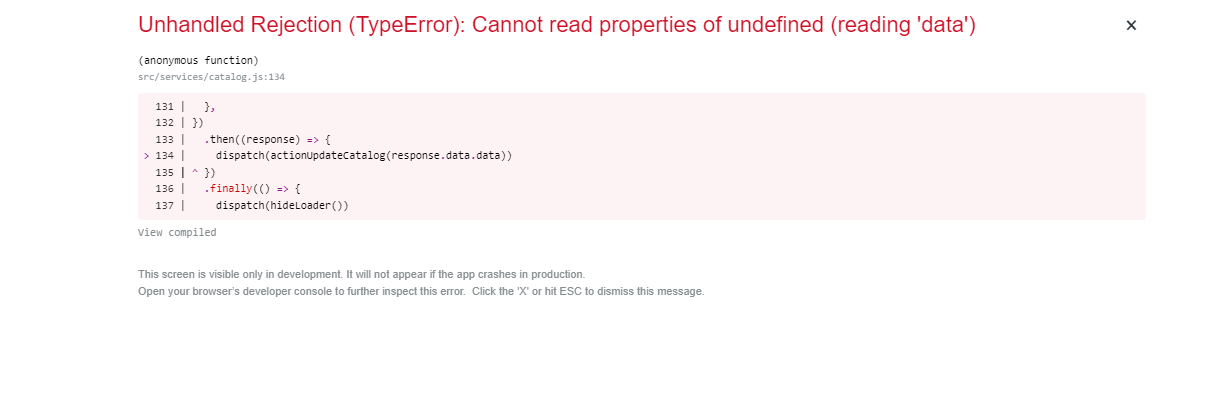 Unhandled Rejection (TypeError): Cannot read properties of undefined (reading 'data')
×
(anonymous function)
src/services/catalog.js:134
131 |   },
132 | })
133 |   .then((response) => {
> 134 |     dispatch(actionUpdateCatalog(response.data.data))
135 | ^ })
136 |   .finally(() => {
137 |     dispatch(hideLoader())
View compiled
This screen is visible only in development. It will not appear if the app crashes in production.
Open your browser's developer console to further inspect this error.  Click the 'X' or hit ESC to dismiss this message.